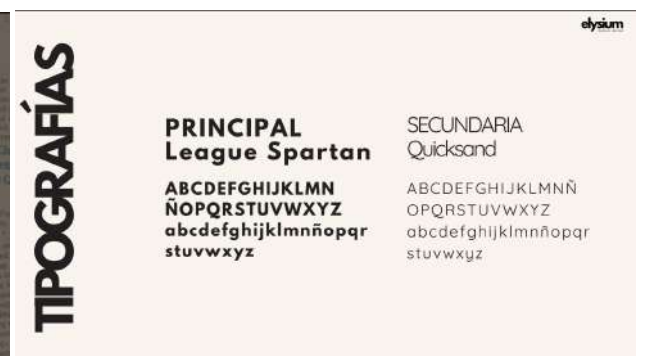 elysium
TIPOGRAFÍAS
PRINCIPAL
League Spartan
ABCDEFGHIJKLMN
ÑOPQRSTUVWXYZ
abcdefghijklmnñopqr
stuvwxyz
SECUNDARIA
Quicksand
ABCDEFGHIJKLMNÑ
OPQRSTUVWXYZ
abcdefghijklmnñopqr
stuvwxyz